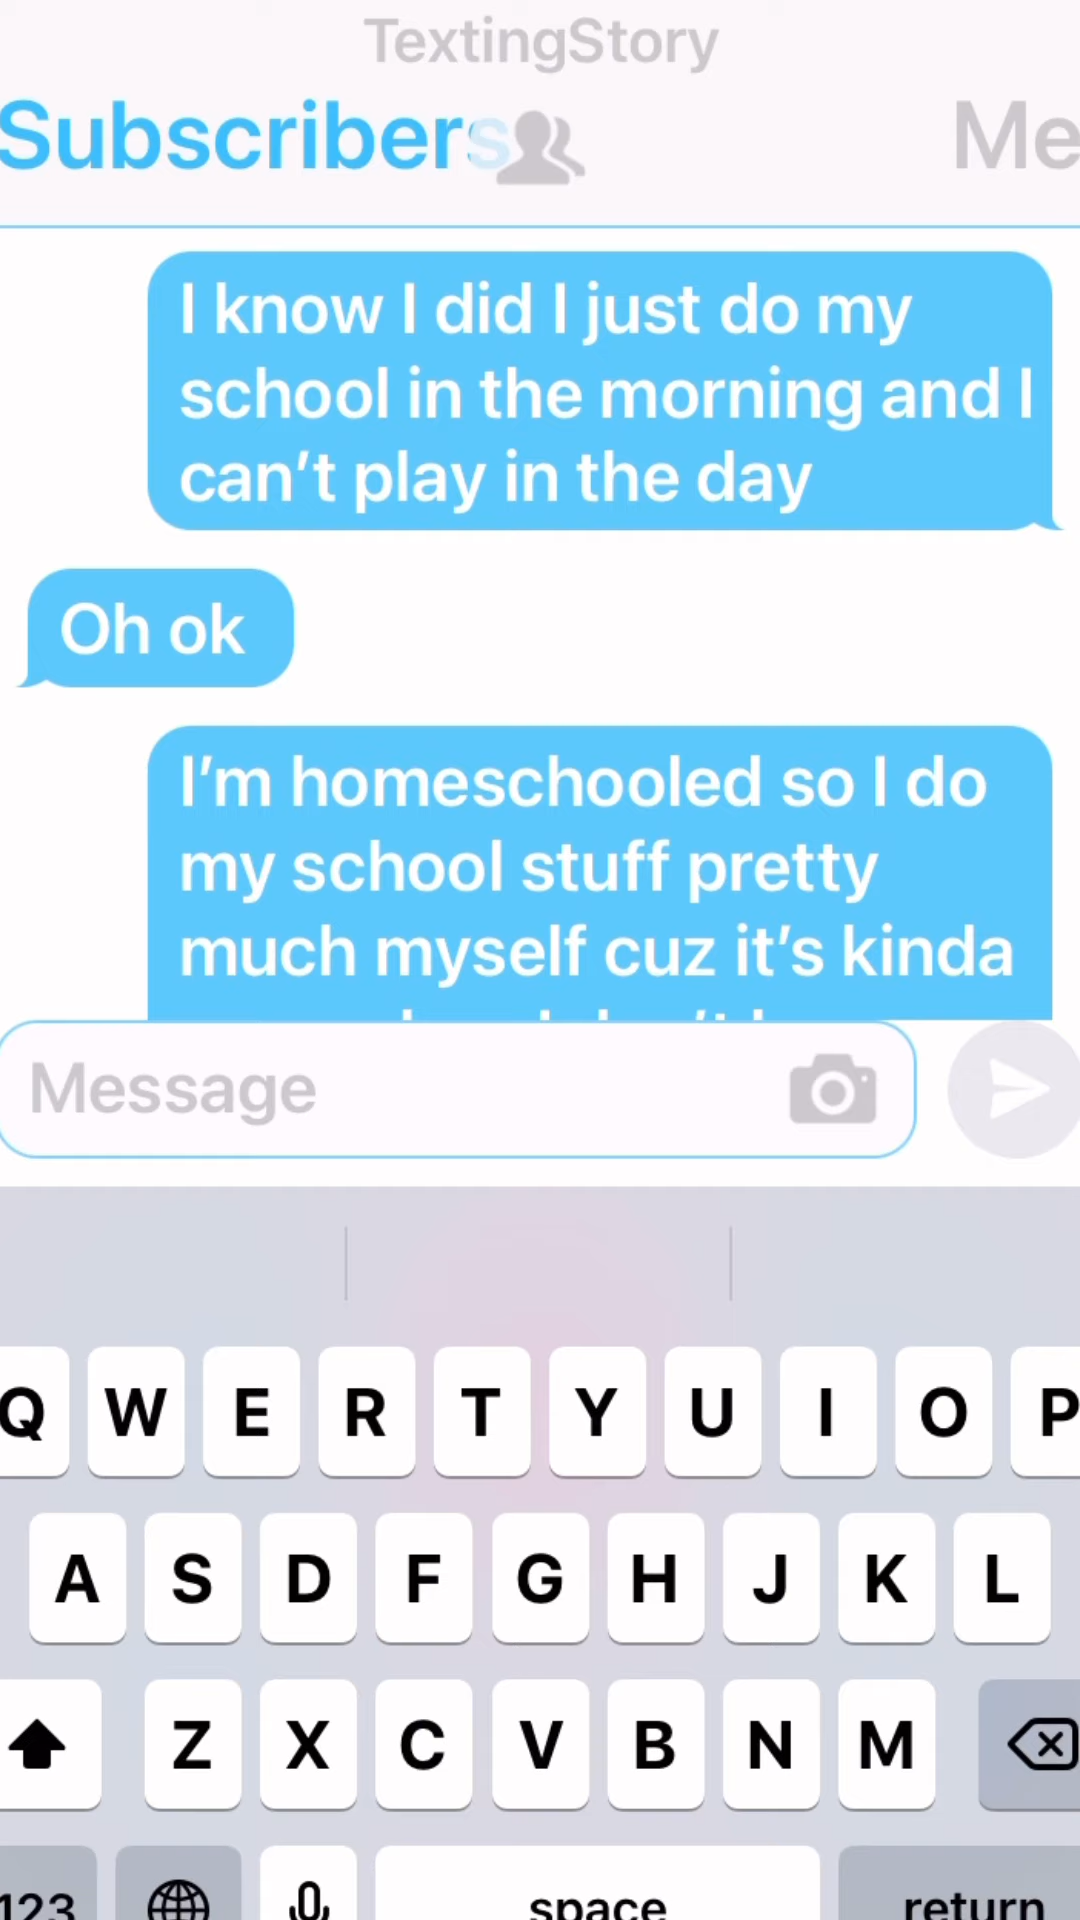 TextingStory
Subscribers
Me
I know I did I just do my
school in the morning and I
can't play in the day
Oh ok
I'm homeschooled so I do
my school stuff pretty
much myself cuz it's kinda
Message
Q W E R T Y U I O P
A S D F G H J K L
Z X C V B N M
123 space return